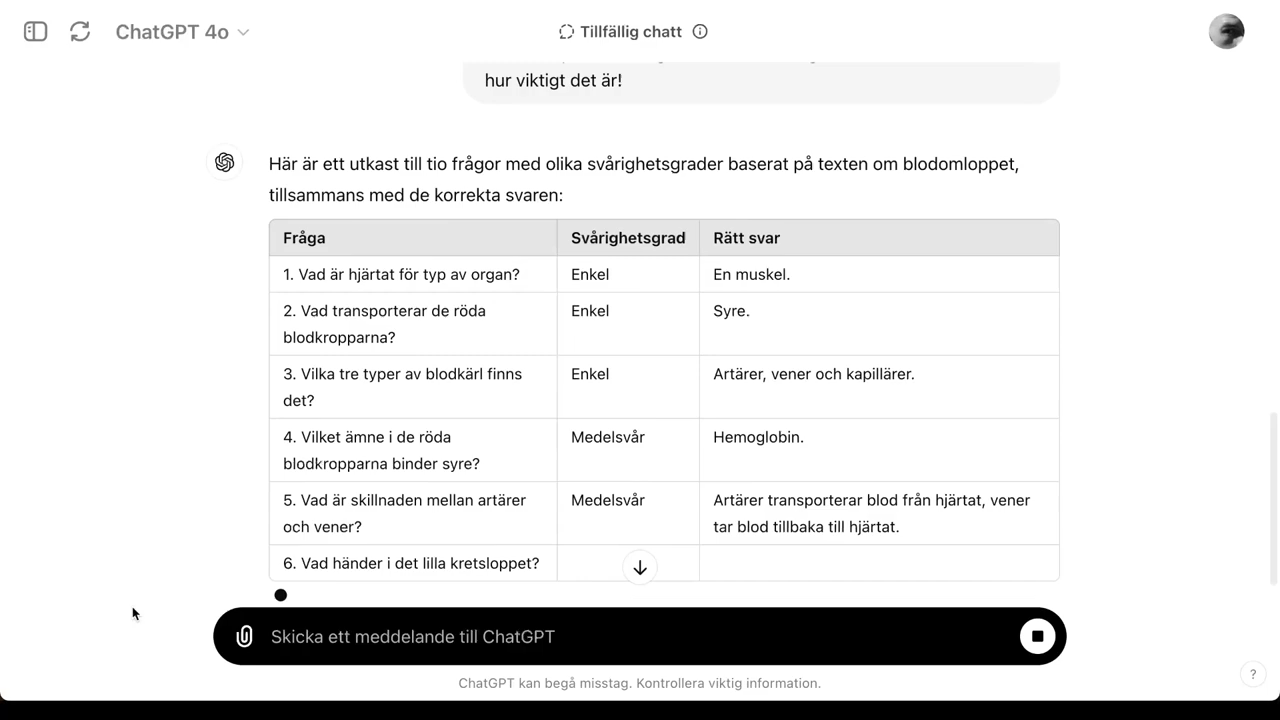 ChatGPT 4o
Tillfällig chatt
hur viktigt det är!
Här är ett utkast till tio frågor med olika svårighetsgrader baserat på texten om blodomloppet,
tillsammans med de korrekta svaren:
Fråga Svårighetsgrad Rätt svar
1. Vad är hjärtat för typ av organ? Enkel En muskel.
2. Vad transporterar de röda Enkel Syre.
blodkropparna?
3. Vilka tre typer av blodkärl finns Enkel Artärer, vener och kapillärer.
det?
4. Vilket ämne i de röda Medelsvår Hemoglobin.
blodkropparna binder syre?
5. Vad är skillnaden mellan artärer Medelsvår Artärer transporterar blod från hjärtat, vener
och vener? tar blod tillbaka till hjärtat.
6. Vad händer i det lilla kretsloppet?
Skicka ett meddelande till ChatGPT
ChatGPT kan begå misstag. Kontrollera viktig information.
?